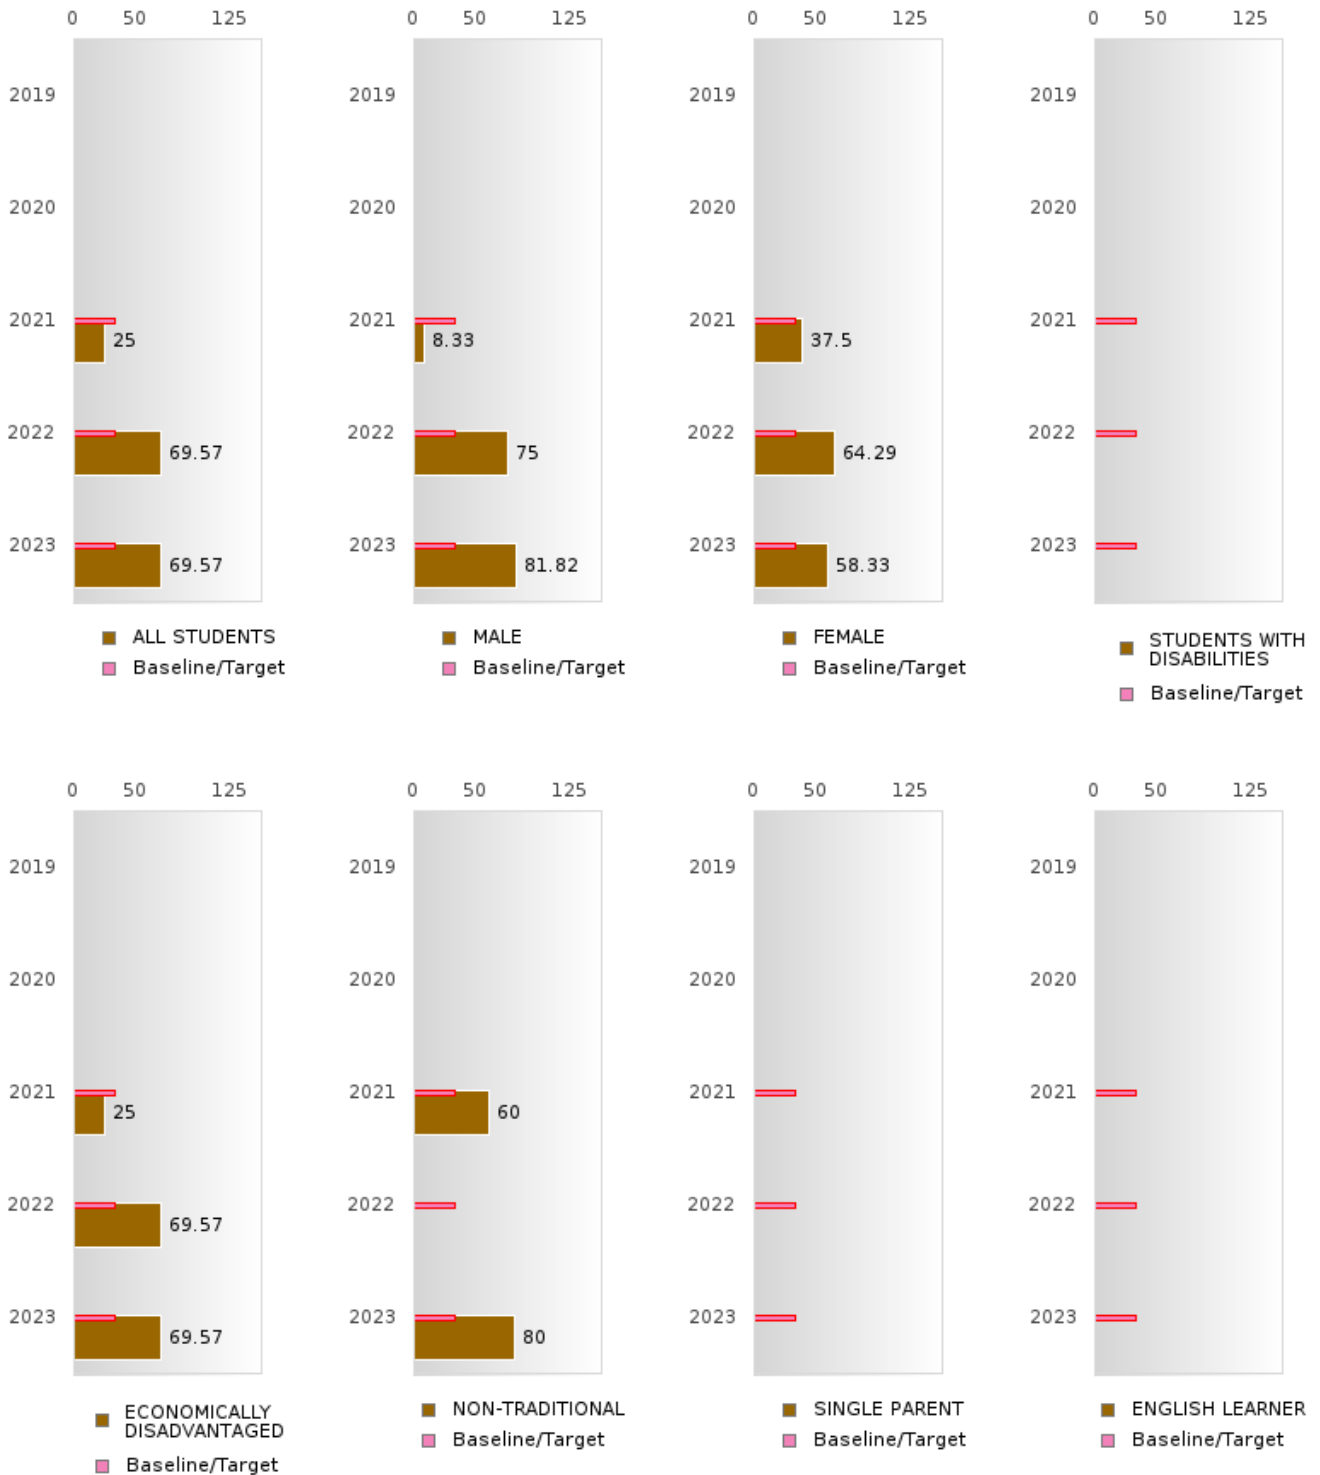 0 50 125
2019
2020
2021
25
2022
69.57
2023
69.57
ALL STUDENTS
Baseline/Target
0 50 125
2019
2020
2021
8.33
2022
75
2023
81.82
MALE
Baseline/Target
0 50 125
2019
2020
2021
37.5
2022
64.29
2023
58.33
FEMALE
Baseline/Target
0 50 125
2019
2020
2021
2022
2023
STUDENTS WITH
DISABILITIES
Baseline/Target
0 50 125
2019
2020
2021
25
2022
69.57
2023
69.57
ECONOMICALLY
DISADVANTAGED
Baseline/Target
0 50 125
2019
2020
2021
60
2022
2023
80
NON-TRADITIONAL
Baseline/Target
0 50 125
2019
2020
2021
2022
2023
SINGLE PARENT
Baseline/Target
0 50 125
2019
2020
2021
2022
2023
ENGLISH LEARNER
Baseline/Target